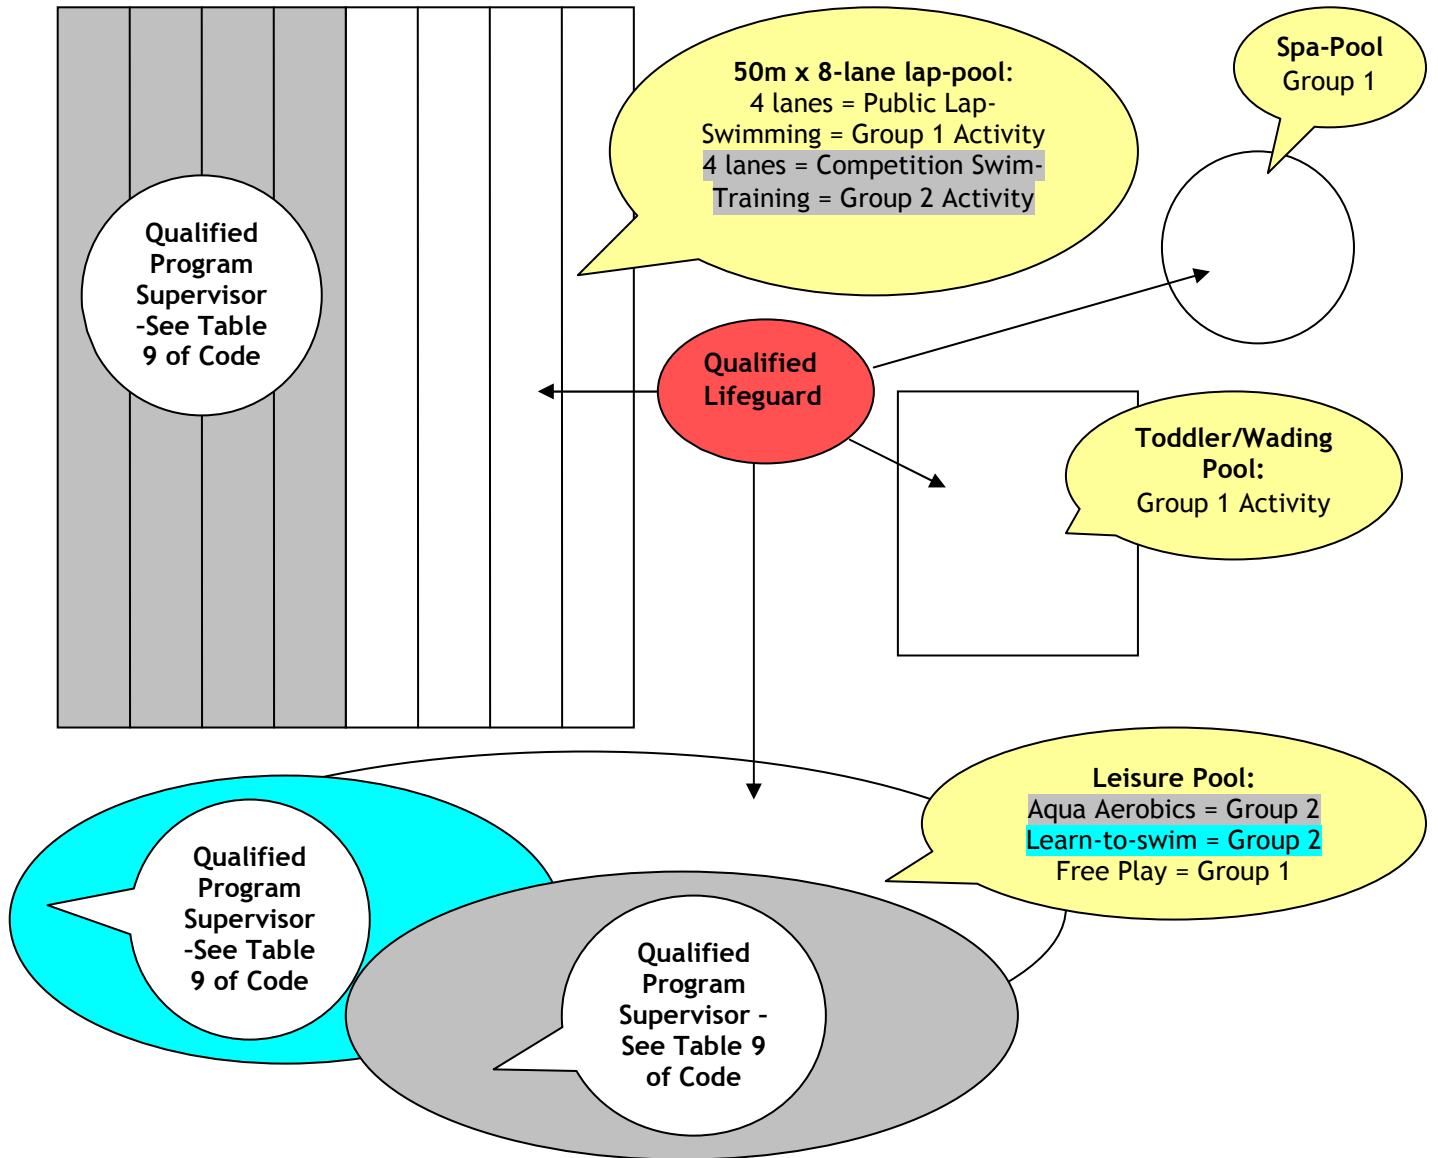 50m x 8-lane lap-pool:
4 lanes = Public Lap-
Swimming = Group 1 Activity
4 lanes = Competition Swim-
Training = Group 2 Activity
Spa-Pool
Group 1
Qualified
Program
Supervisor
–See Table
9 of Code
Qualified
Lifeguard
Toddler/Wading
Pool:
Group 1 Activity
Leisure Pool:
Aqua Aerobics = Group 2
Learn-to-swim = Group 2
Free Play = Group 1
Qualified
Program
Supervisor
–See Table
9 of Code
Qualified
Program
Supervisor –
See Table 9
of Code